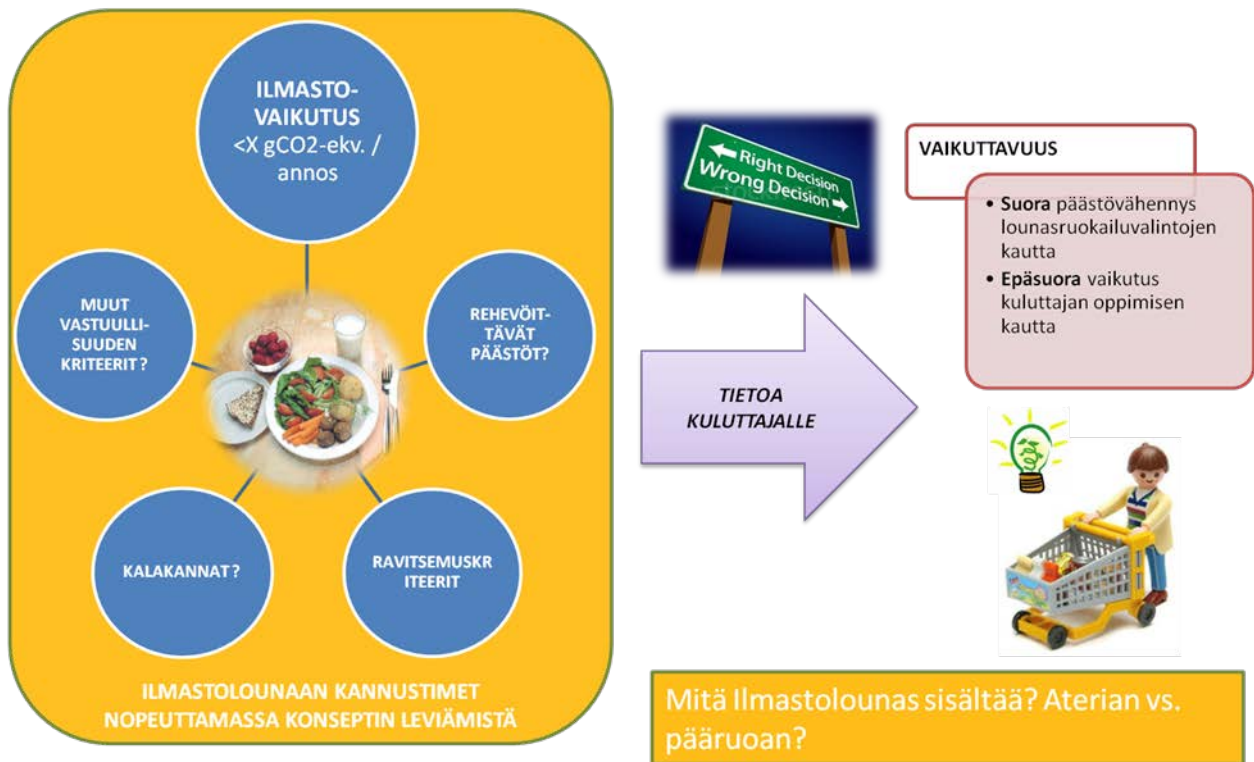 ILMASTO-
VAIKUTUS
<X gCO2-ekv. /
annos
MUUT
VASTUULLI-
SUUDEN
KRITEERIT?
REHEVÖIT-
TÄVÄT
PÄÄSTÖT?
KALAKANNAT?
RAVITSEMUSKR
ITEERIT
ILMASTOLOUNAAN KANNUSTIMET
NOPEUTTAMASSA KONSEPTIN LEVIÄMISTÄ
Right Decision
Wrong Decision
TIETOA
KULUTTAJALLE
VAIKUTTAVUUS
• Suora päästövähennys
lounasruokailuvalintojen
kautta
• Epäsuora vaikutus
kuluttajan oppimisen
kautta
Mitä Ilmastolounas sisältää? Aterian vs.
pääruoan?